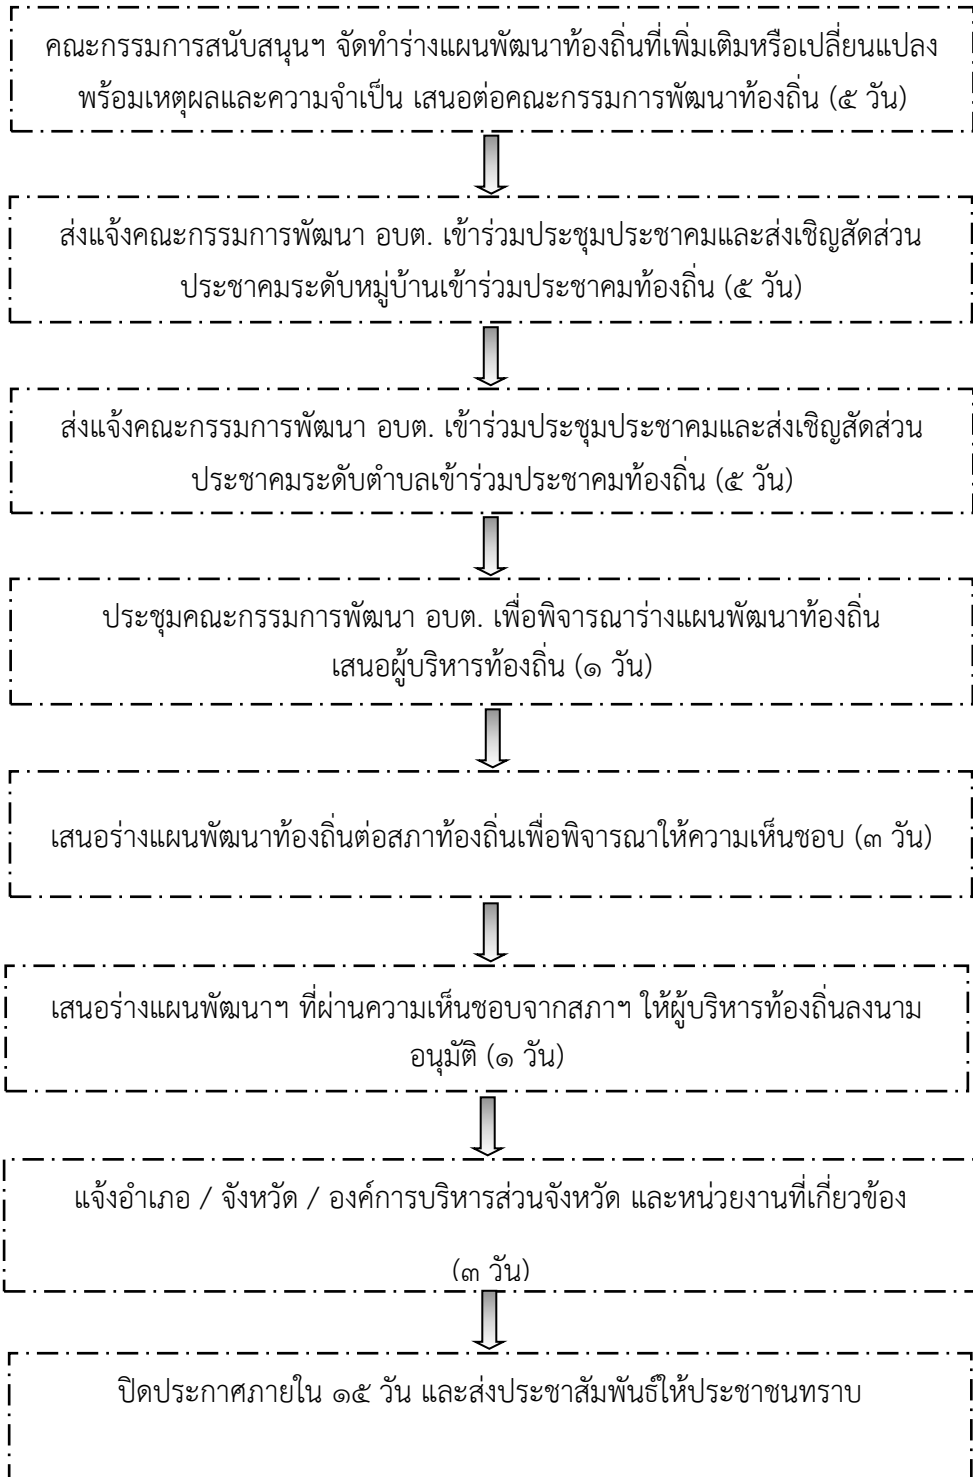 คณะกรรมการสนับสนุนฯ จัดทำร่างแผนพัฒนาท้องถิ่นที่เพิ่มเติมหรือเปลี่ยนแปลง
พร้อมเหตุผลและความจำเป็น เสนอต่อคณะกรรมการพัฒนาท้องถิ่น (๕ วัน)
ส่งแจ้งคณะกรรมการพัฒนา อบต. เข้าร่วมประชุมประชาคมและส่งเชิญสัดส่วน
ประชาคมระดับหมู่บ้านเข้าร่วมประชาคมท้องถิ่น (๕ วัน)
ส่งแจ้งคณะกรรมการพัฒนา อบต. เข้าร่วมประชุมประชาคมและส่งเชิญสัดส่วน
ประชาคมระดับตำบลเข้าร่วมประชาคมท้องถิ่น (๕ วัน)
ประชุมคณะกรรมการพัฒนา อบต. เพื่อพิจารณาร่างแผนพัฒนาท้องถิ่น
เสนอผู้บริหารท้องถิ่น (๑ วัน)
เสนอร่างแผนพัฒนาท้องถิ่นต่อสภาท้องถิ่นเพื่อพิจารณาให้ความเห็นชอบ (๓ วัน)
เสนอร่างแผนพัฒนาฯ ที่ผ่านความเห็นชอบจากสภาฯ ให้ผู้บริหารท้องถิ่นลงนาม
อนุมัติ (๑ วัน)
แจ้งอำเภอ / จังหวัด / องค์การบริหารส่วนจังหวัด และหน่วยงานที่เกี่ยวข้อง
(๓ วัน)
ปิดประกาศภายใน ๑๕ วัน และส่งประชาสัมพันธ์ให้ประชาชนทราบ